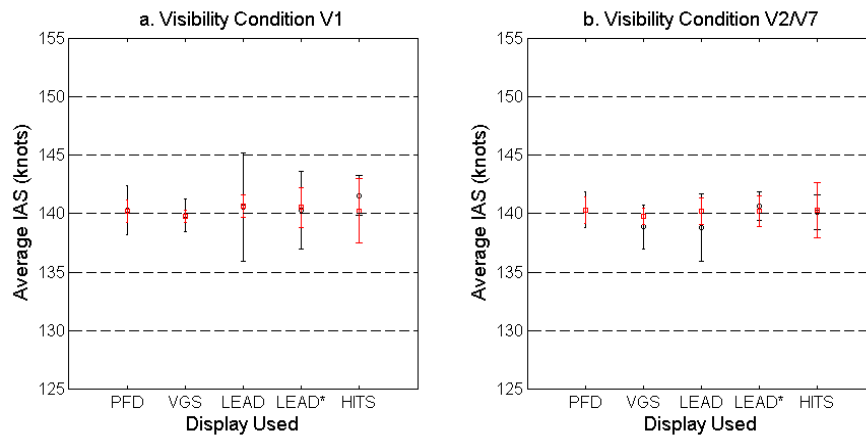 a. Visibility Condition V1
155
150
145
140
135
130
125
Average IAS (knots)
PFD VGS LEAD LEAD* HITS
Display Used
b. Visibility Condition V2/V7
155
150
145
140
135
130
125
Average IAS (knots)
PFD VGS LEAD LEAD* HITS
Display Used